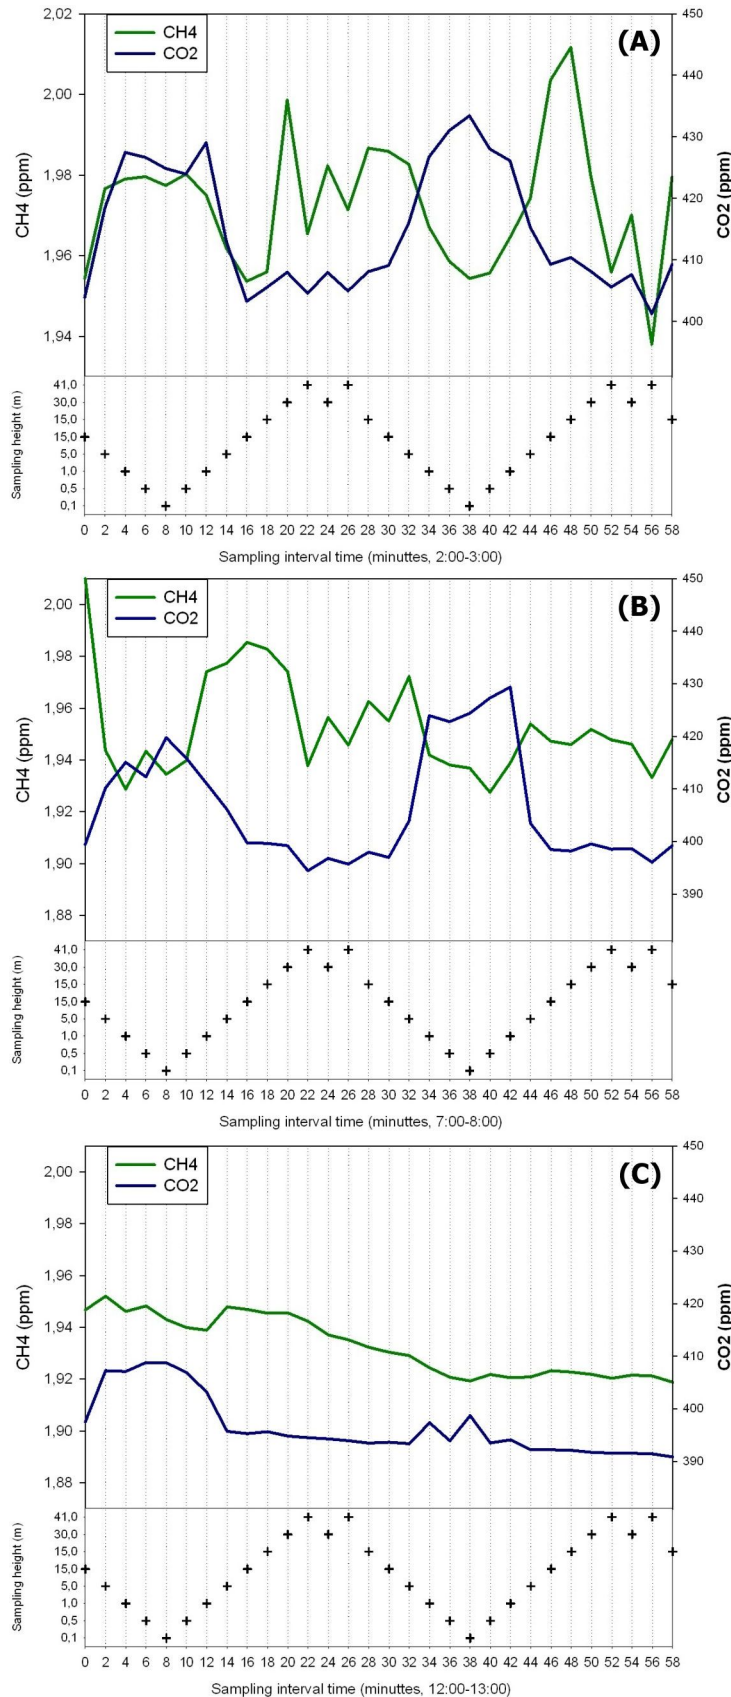 2,02
2,00
1,98
1,96
1,94
CH4 (ppm)
CH4
CO2
(A)
450
440
430
420
410
400
CO2 (ppm)
41,0
30,0
15,0
15,0
5,0
1,0
0,5
0,1
Sampling height (m)
0 2 4 6 8 10 12 14 16 18 20 22 24 26 28 30 32 34 36 38 40 42 44 46 48 50 52 54 56 58
Sampling interval time (minuttes, 2:00-3:00)
2,00
1,98
1,96
1,94
1,92
1,90
1,88
CH4 (ppm)
CH4
CO2
(B)
450
440
430
420
410
400
390
CO2 (ppm)
41,0
30,0
15,0
15,0
5,0
1,0
0,5
0,1
Sampling height (m)
0 2 4 6 8 10 12 14 16 18 20 22 24 26 28 30 32 34 36 38 40 42 44 46 48 50 52 54 56 58
Sampling interval time (minuttes, 7:00-8:00)
2,00
1,98
1,96
1,94
1,92
1,90
1,88
CH4 (ppm)
CH4
CO2
(C)
450
440
430
420
410
400
390
CO2 (ppm)
41,0
30,0
15,0
15,0
5,0
1,0
0,5
0,1
Sampling height (m)
0 2 4 6 8 10 12 14 16 18 20 22 24 26 28 30 32 34 36 38 40 42 44 46 48 50 52 54 56 58
Sampling interval time (minuttes, 12:00-13:00)